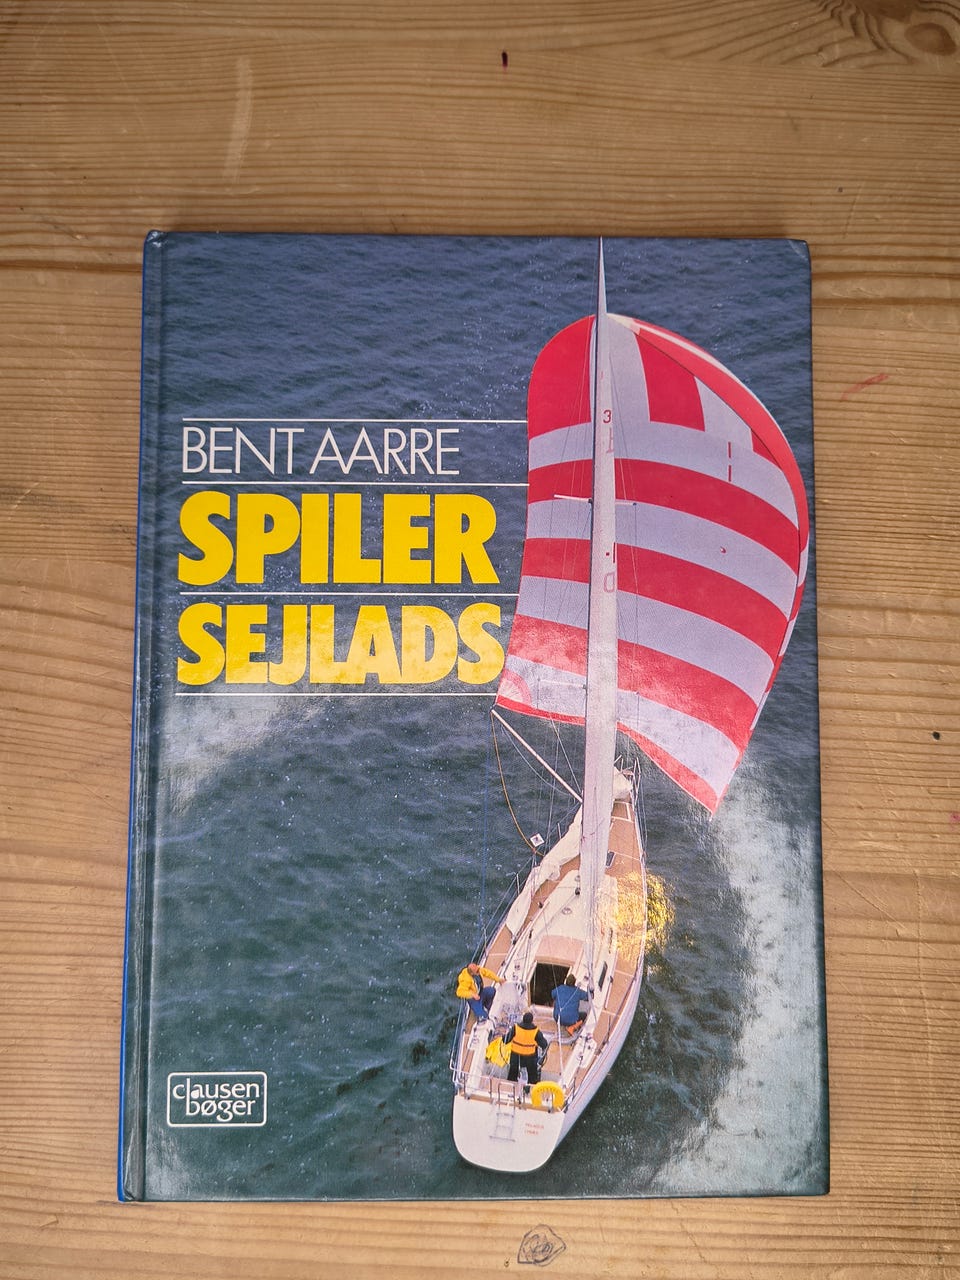 BENT AARRE
SPILER
SEJLADS
clausen
bøger